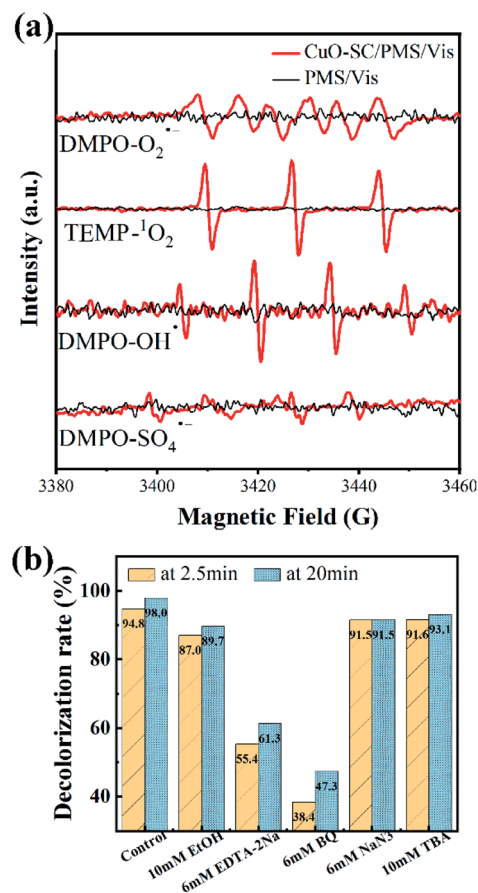 (a)
CuO-SC/PMS/Vis
PMS/Vis
DMPO-O₂•−
TEMP-¹O₂
DMPO-OH•
DMPO-SO₄•−
Intensity (a.u.)
3380 3400 3420 3440 3460
Magnetic Field (G)
(b)
at 2.5min at 20min
Decolorization rate (%)
100
80
60
40
94.8 98.0
87.0 89.7
55.4 61.3
38.4 47.3
91.5 91.5
91.6 93.1
Control
10mM EtOH
6mM EDTA-2Na
6mM BQ
6mM NaN3
10mM TBA